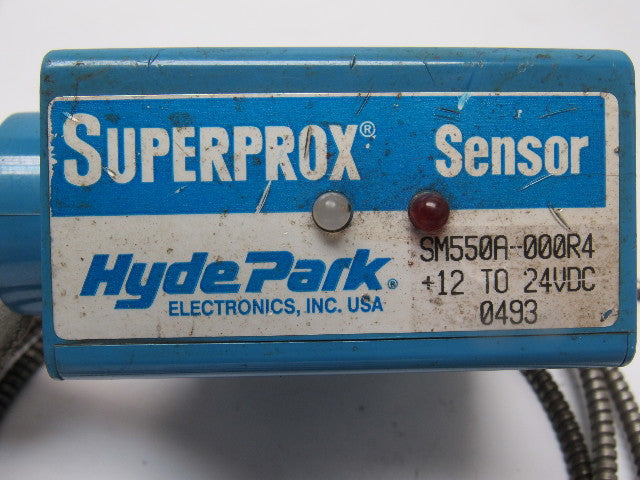 SUPERPROX® Sensor
HydePark®
ELECTRONICS, INC. USA
SM550A-000R4
+12 TO 24VDC
0493